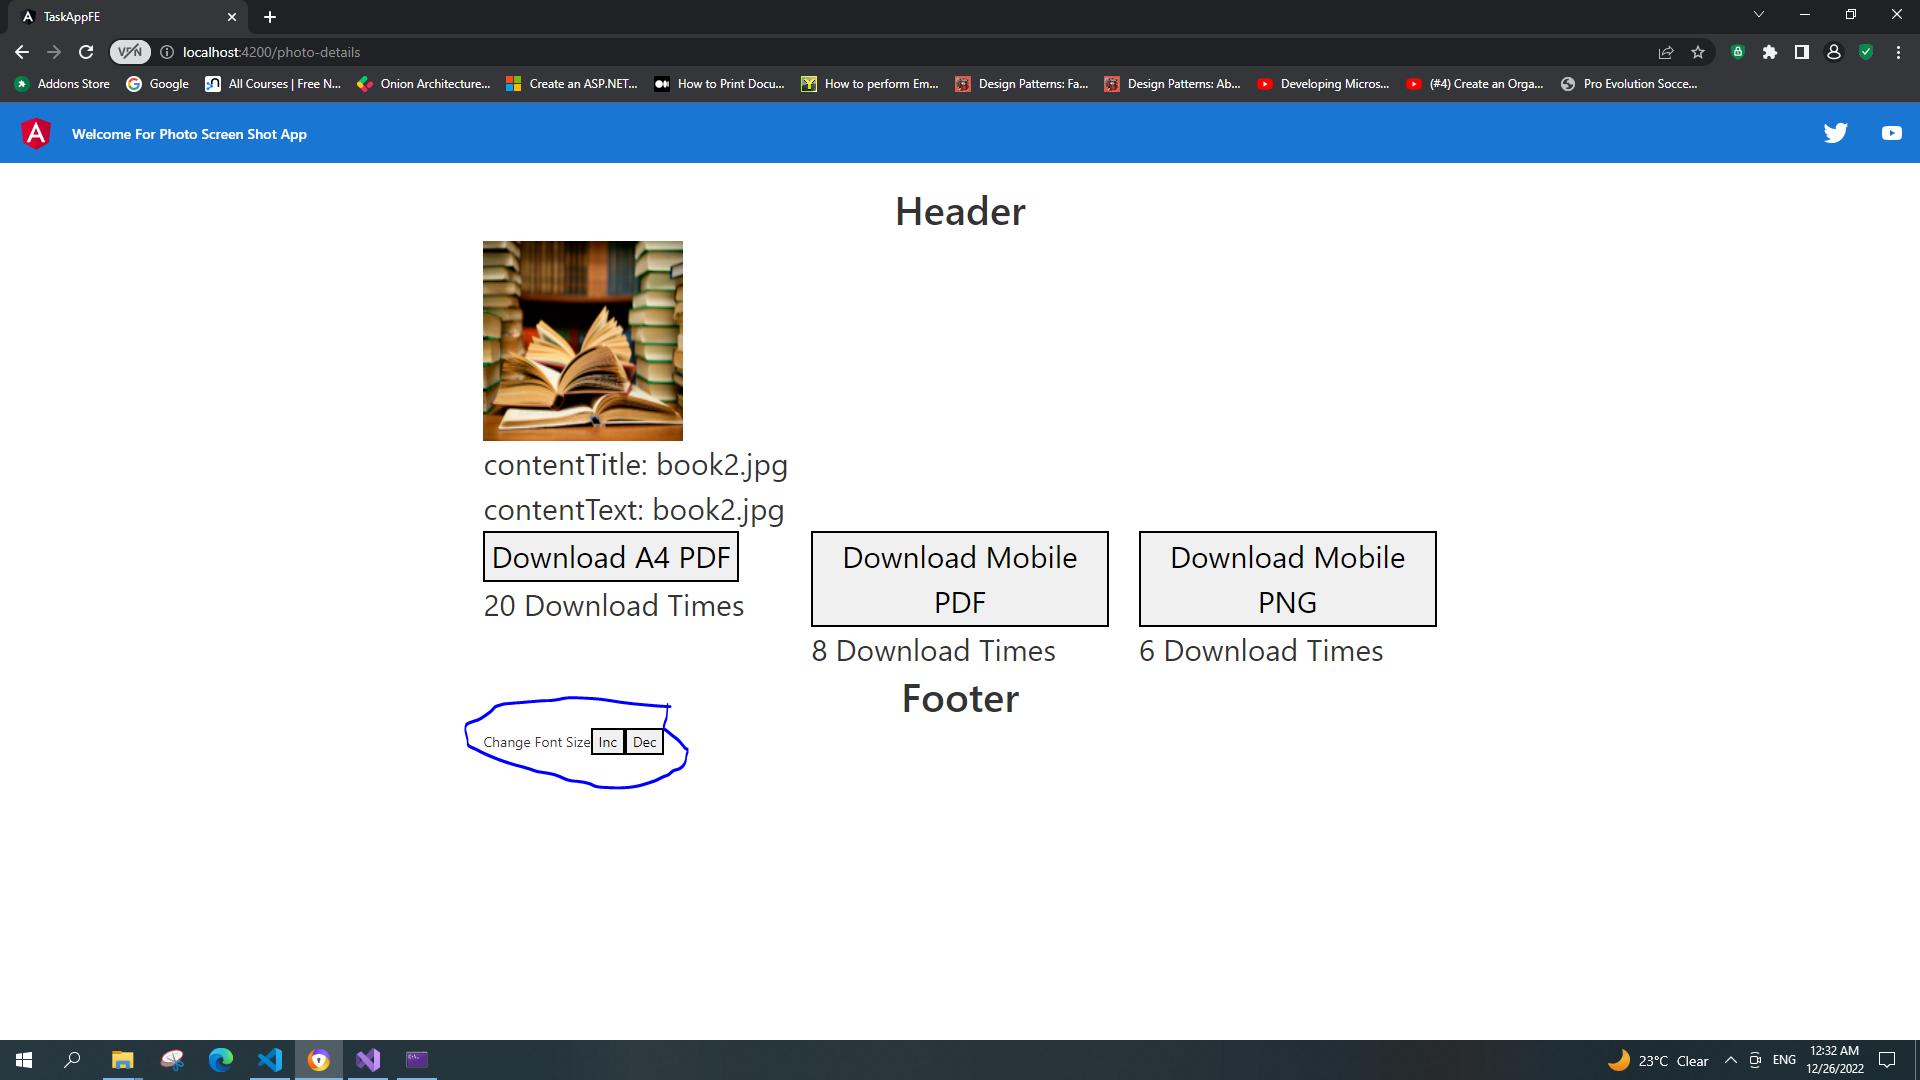 TaskAppFE
VPN
localhost:4200/photo-details
Addons Store
Google
All Courses | Free N...
Onion Architecture...
Create an ASP.NET...
How to Print Docu...
How to perform Em...
Design Patterns: Fa...
Design Patterns: Ab...
Developing Micros...
(#4) Create an Orga...
Pro Evolution Socce...
Welcome For Photo Screen Shot App
Header
contentTitle: book2.jpg
contentText: book2.jpg
Download A4 PDF
20 Download Times
Download Mobile
PDF
8 Download Times
Download Mobile
PNG
6 Download Times
Footer
Change Font Size Inc Dec
23°C Clear
ENG
12:32 AM
12/26/2022